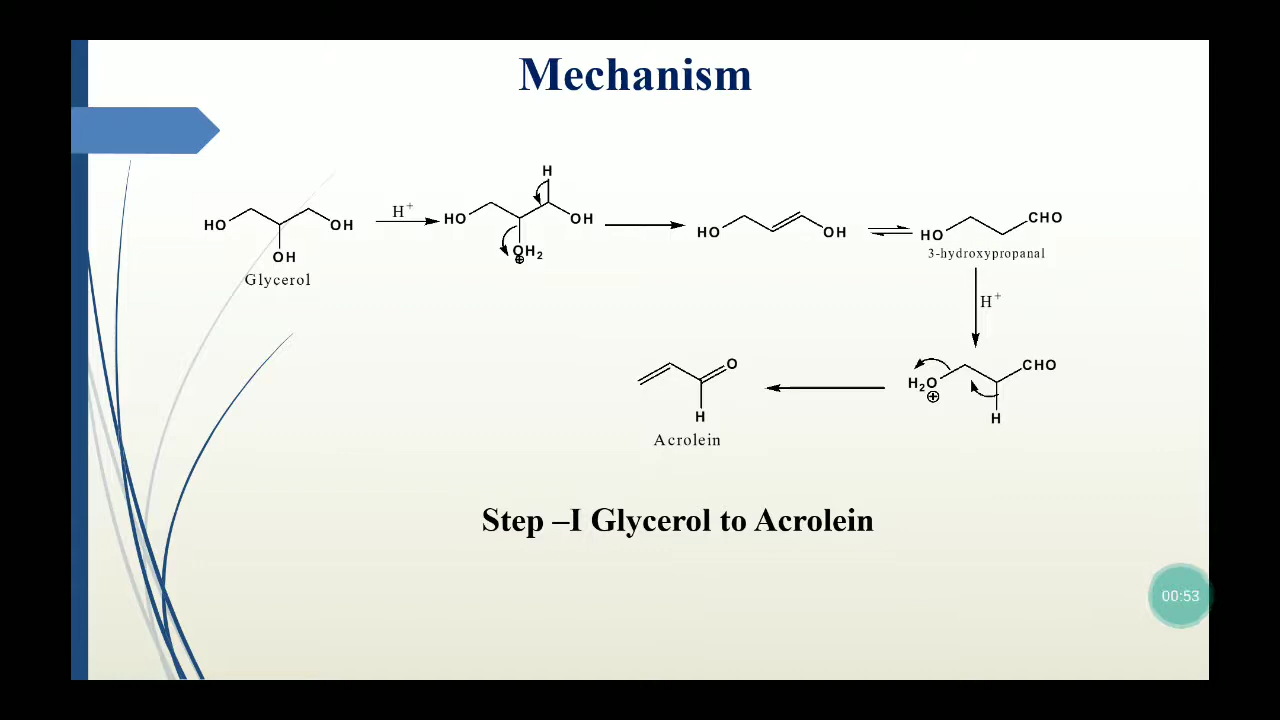 Mechanism
HO
OH
OH
Glycerol
H+
HO
H
OH
OH2
⊕
HO
OH
HO
CHO
3-hydroxypropanal
H+
H2O
⊕
CHO
H
O
H
Acrolein
Step –I Glycerol to Acrolein
00:53